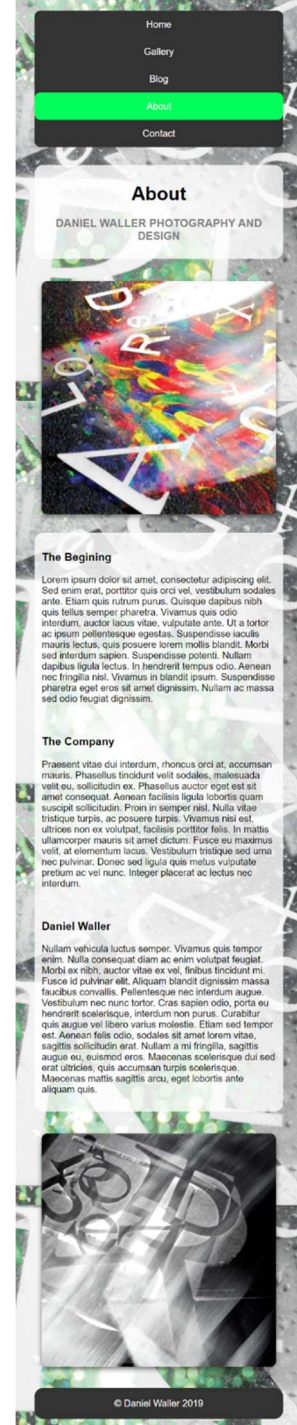 Home
Gallery
Blog
About
Contact
About
DANIEL WALLER PHOTOGRAPHY AND
DESIGN
The Begining
Lorem ipsum dolor sit amet, consectetur adipiscing elit.
Sed enim erat, porttitor quis orci vel, vestibulum sodales
ante. Etiam quis rutrum purus. Quisque dapibus nibh
quis tellus semper pharetra. Vivamus quis odio
interdum, auctor lacus vitae, vulputate ante. Ut a tortor
ac ipsum pellentesque egestas. Suspendisse iaculis
mauris lectus, quis posuere lorem mollis blandit. Morbi
sed interdum sapien. Suspendisse potenti. Nullam
dapibus ligula lectus. In hendrerit tempus odio. Aenean
nec fringilla nisl. Vivamus in blandit ipsum. Suspendisse
pharetra eget eros sit amet dignissim. Nullam ac massa
sed odio feugiat dignissim.
The Company
Praesent vitae dui interdum, rhoncus orci at, accumsan
mauris. Phasellus tincidunt velit sodales, malesuada
velit eu, sollicitudin ex. Phasellus auctor eget est sit
amet consequat. Aenean facilisis ligula lobortis quam
suscipit sollicitudin. Proin in semper nisl. Nulla vitae
tristique turpis, ac posuere turpis. Vivamus nisi est,
ultrices non ex volutpat, facilisis porttitor felis. In mattis
ullamcorper mauris sit amet dictum. Fusce eu maximus
velit, at elementum lacus. Vestibulum tristique sed urna
nec pulvinar. Donec sed ligula quis metus vulputate
pretium ac vel nunc. Integer placerat ac lectus nec
interdum.
Daniel Waller
Nullam vehicula luctus semper. Vivamus quis tempor
enim. Nulla consequat diam ac enim volutpat feugiat.
Morbi ex nibh, auctor vitae ex vel, finibus tincidunt mi.
Fusce id pulvinar elit. Aliquam blandit dignissim massa
faucibus convallis. Pellentesque nec interdum augue.
Vestibulum nec nunc tortor. Cras sapien odio, porta eu
hendrerit scelerisque, interdum non purus. Curabitur
quis augue vel libero varius molestie. Etiam sed tempor
est. Aenean felis odio, sodales sit amet lorem vitae,
sagittis sollicitudin erat. Nullam a mi fringilla, sagittis
augue eu, euismod eros. Maecenas scelerisque dui sed
erat ultricies, quis accumsan turpis scelerisque.
Maecenas mattis sagittis arcu, eget lobortis ante
aliquam quis.
© Daniel Waller 2019